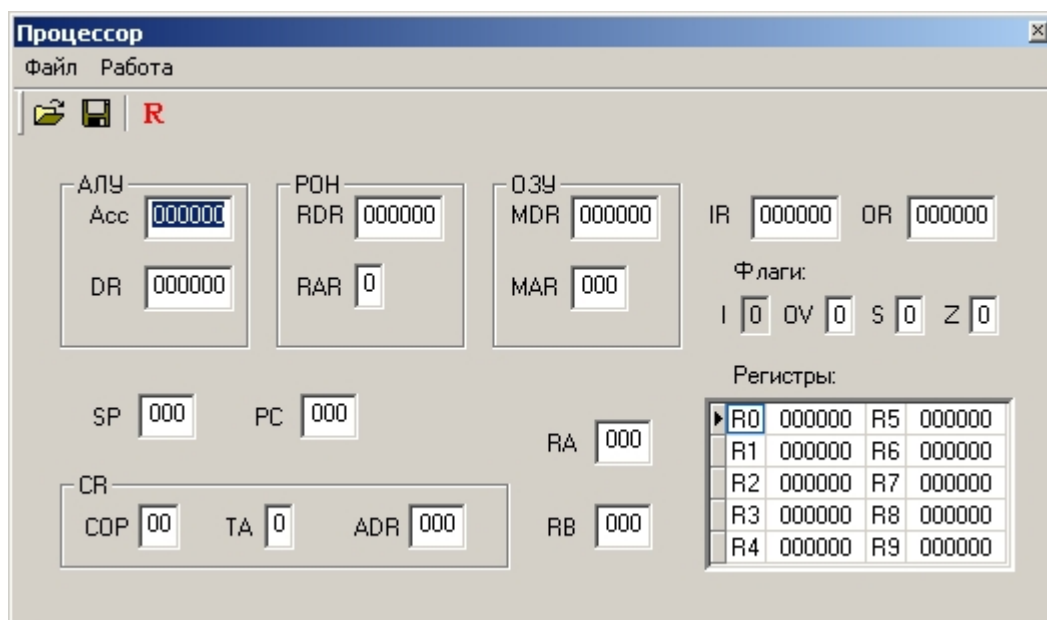 Процессор
Файл Работа
R
АЛУ РОН ОЗУ
Acc 000000 RDR 000000 MDR 000000 IR 000000 OR 000000
Флаги:
DR 000000 RAR 0 MAR 000
I 0 OV 0 S 0 Z 0
Регистры:
SP 000 PC 000
RA 000
R0 000000 R5 000000
R1 000000 R6 000000
CR
R2 000000 R7 000000
COP 00 TA 0 ADR 000 RB 000
R3 000000 R8 000000
R4 000000 R9 000000